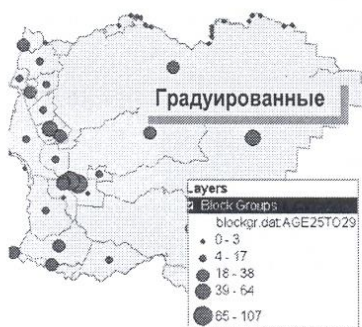 Градуированные
Layers
Block Groups
blockgr.dat:AGE25TO29
0 - 3
4 - 17
18 - 38
39 - 64
65 - 107